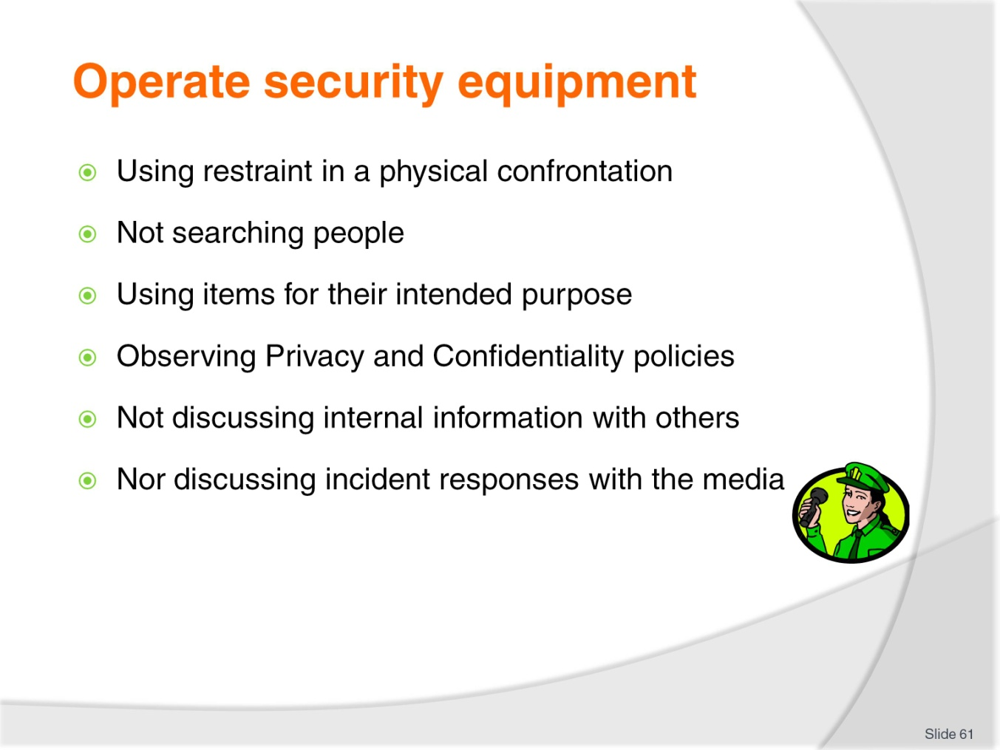 Operate security equipment
Using restraint in a physical confrontation
Not searching people
Using items for their intended purpose
Observing Privacy and Confidentiality policies
Not discussing internal information with others
Nor discussing incident responses with the media
Slide 61